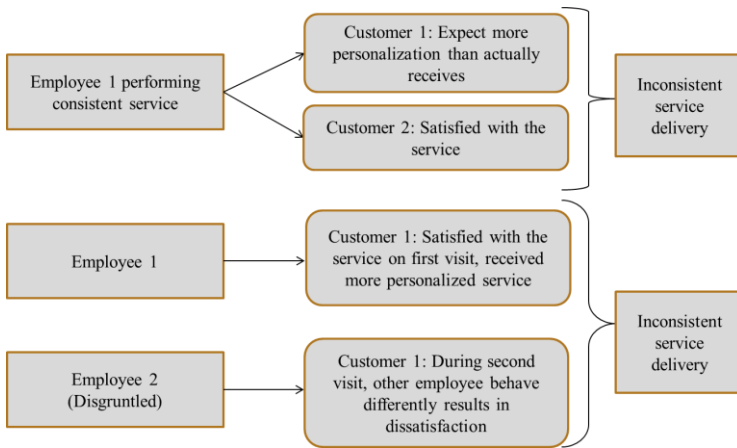 Employee 1 performing
consistent service
Customer 1: Expect more
personalization than actually
receives
Customer 2: Satisfied with the
service
Inconsistent
service
delivery
Employee 1
Customer 1: Satisfied with the
service on first visit, received
more personalized service
Employee 2
(Disgruntled)
Customer 1: During second
visit, other employee behave
differently results in
dissatisfaction
Inconsistent
service
delivery